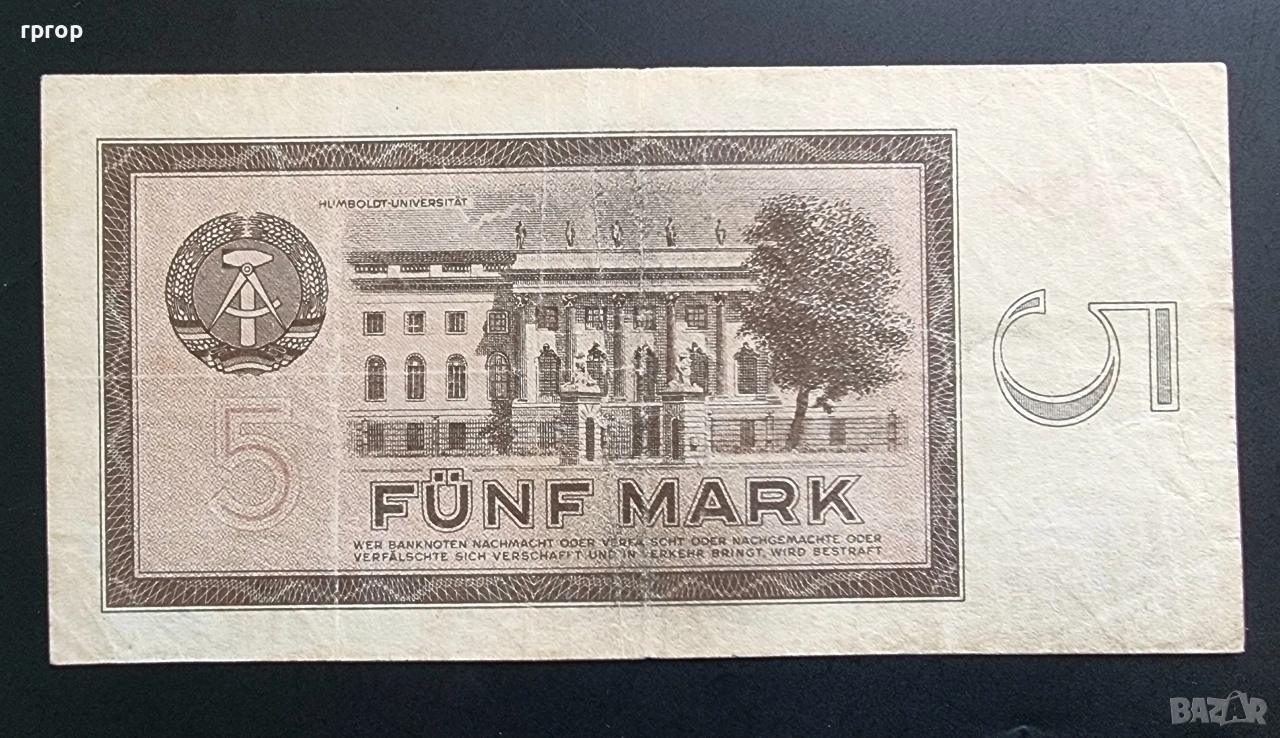 rprop
HUMBOLDT-UNIVERSITÄT
5
5
FÜNF MARK
WER BANKNOTEN NACHMACHT ODER VERFÄLSCHT ODER NACHGEMACHTE ODER
VERFÄLSCHTE SICH VERSCHAFFT UND IN VERKEHR BRINGT, WIRD BESTRAFT
BAZAR